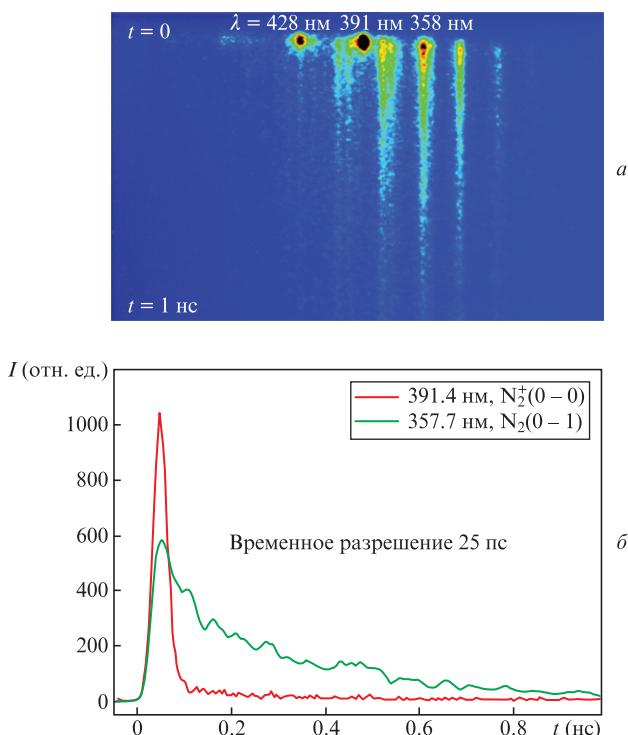 t = 0
λ = 428 нм 391 нм 358 нм
а
t = 1 нс
I (отн. ед.)
391.4 нм, N₂⁺(0 – 0)
357.7 нм, N₂(0 – 1)
1000
800
Временное разрешение 25 пс
б
600
400
200
0
0 0.2 0.4 0.6 0.8 t (нс)